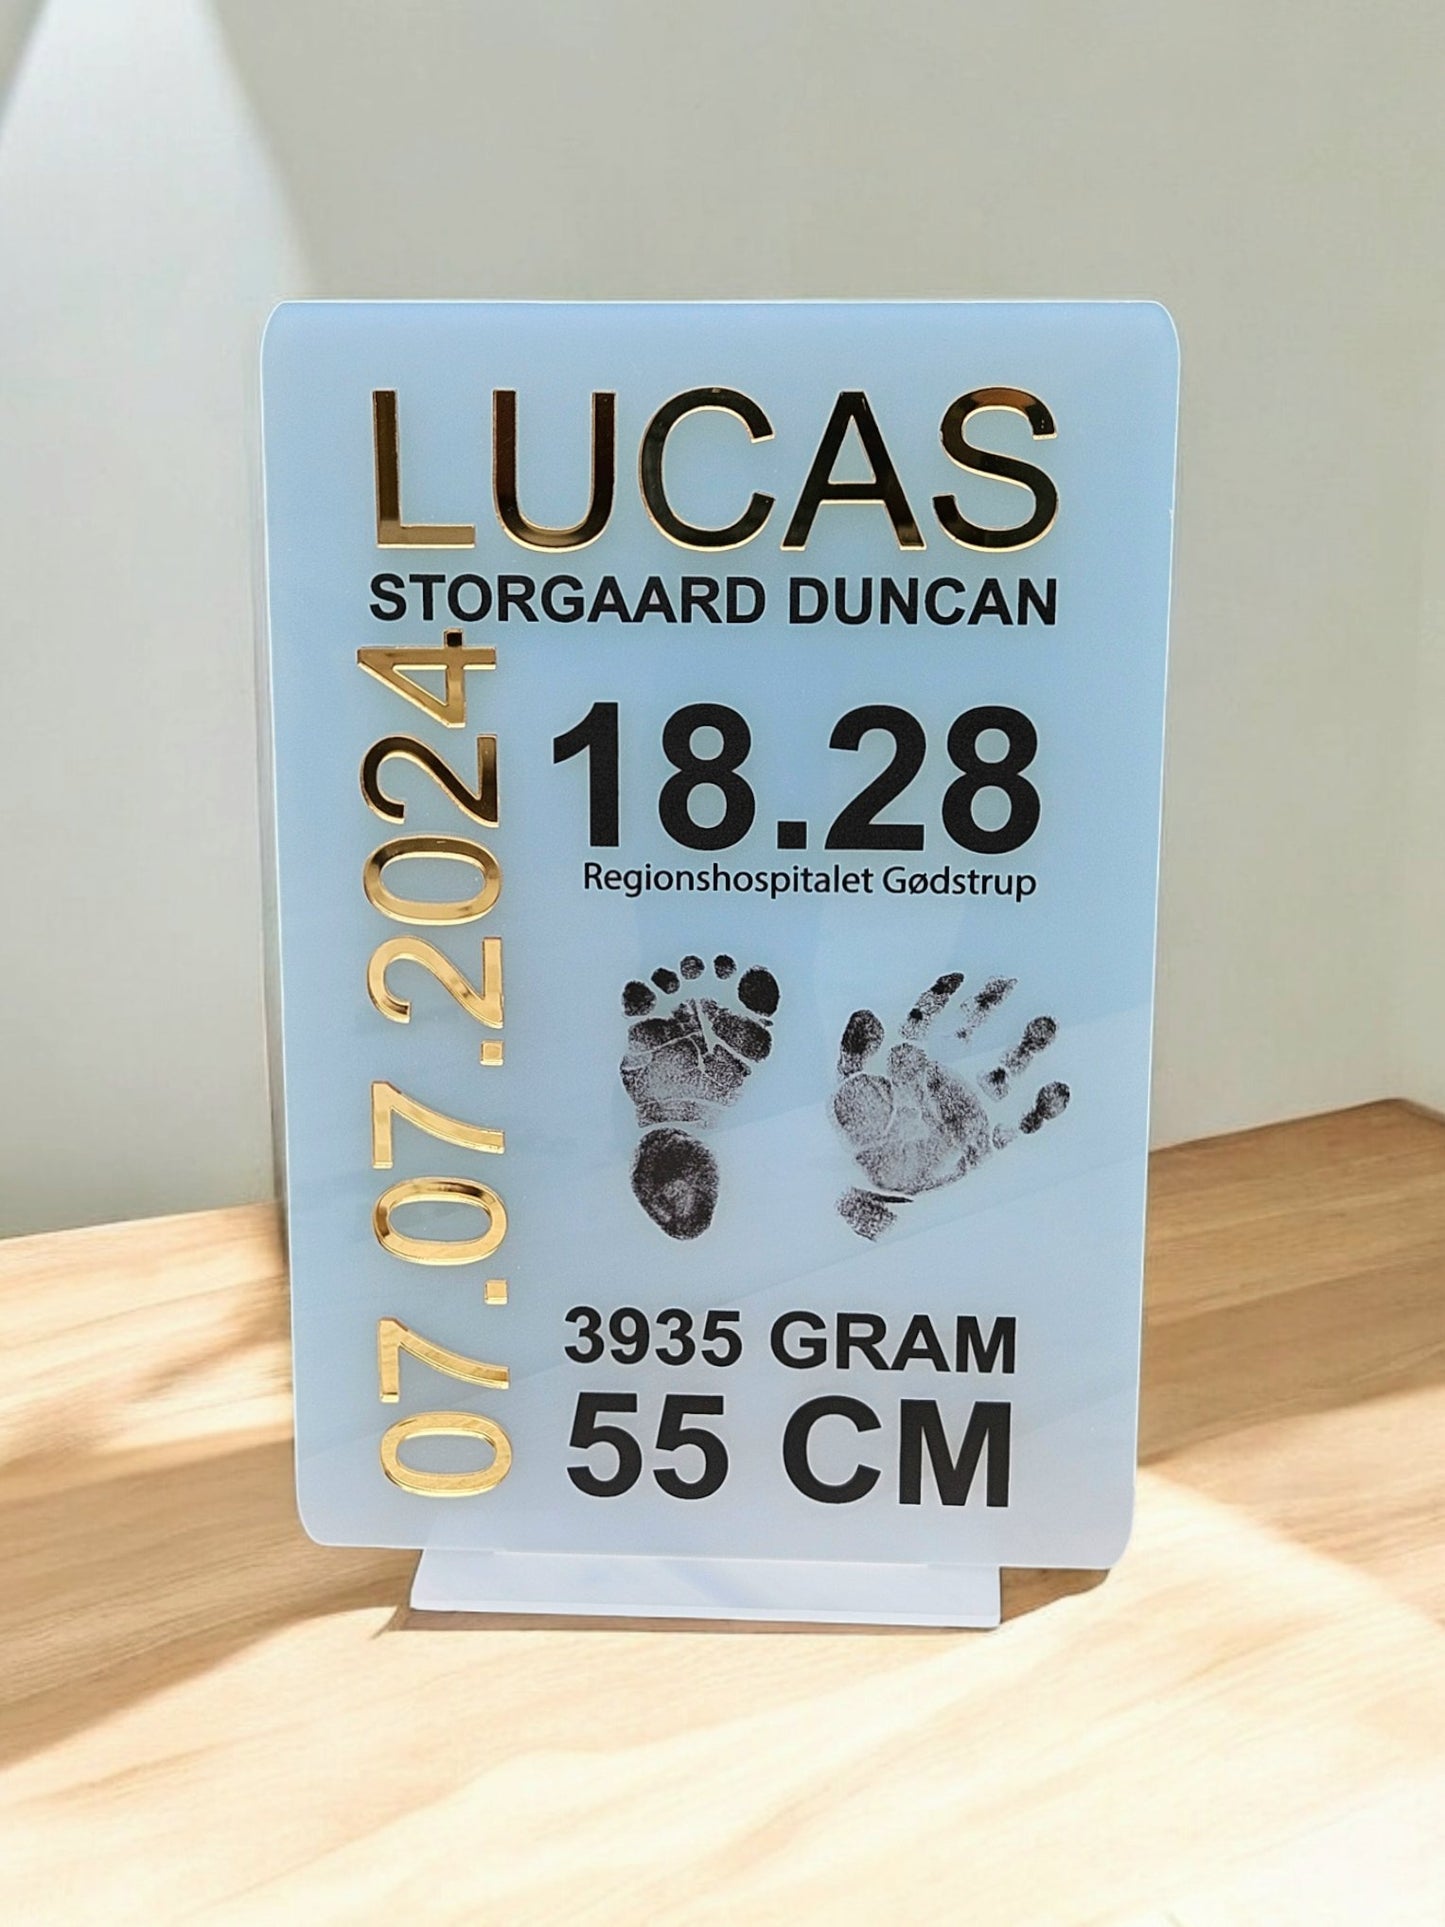 LUCAS
STORGAARD DUNCAN
07.07.2024
18.28
Regionshospitalet Gødstrup
3935 GRAM
55 CM